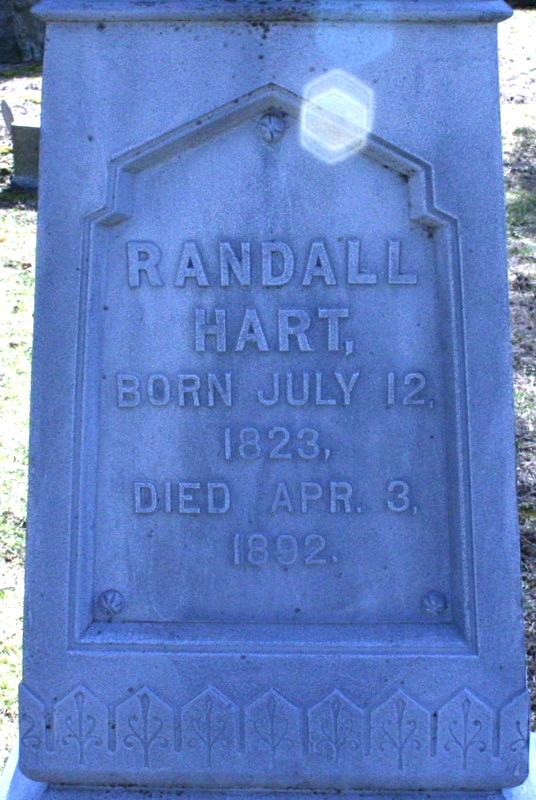 RANDALL
HART,
BORN JULY 12,
1823,
DIED APR. 3,
1892.